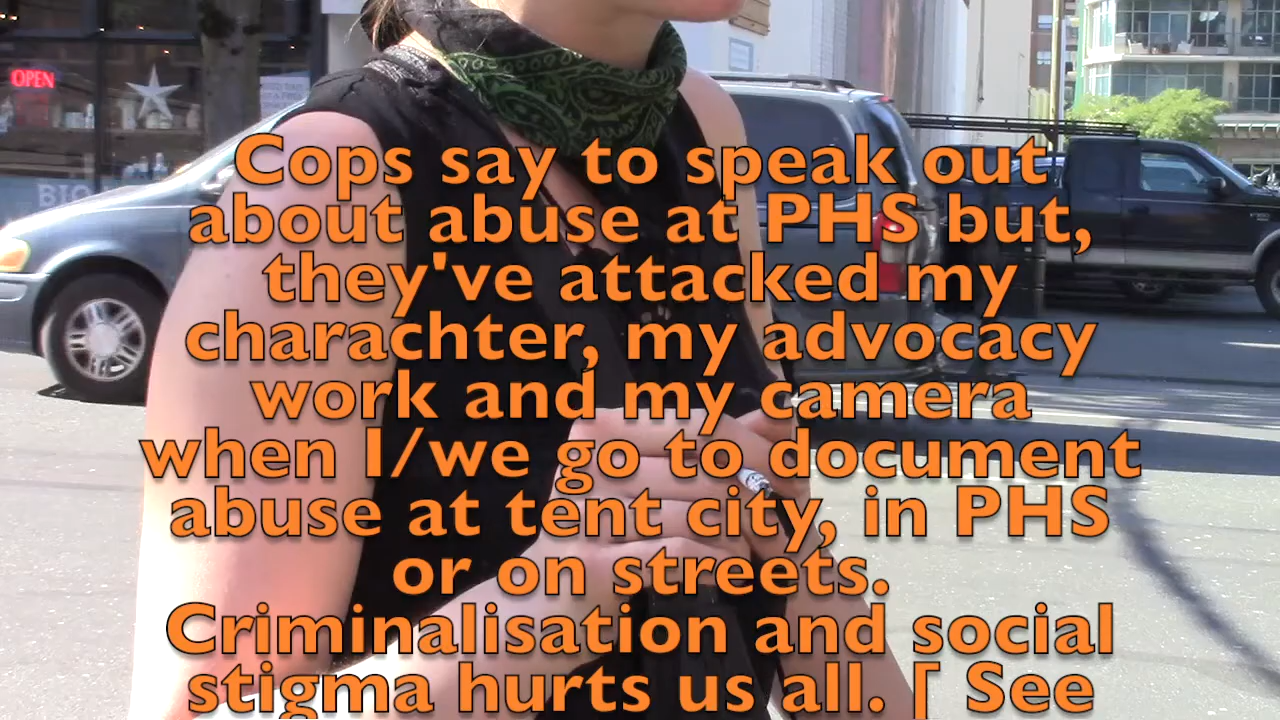 OPEN
BIO
Cops say to speak out
about abuse at PHS but,
they've attacked my
charachter, my advocacy
work and my camera
when I/we go to document
abuse at tent city, in PHS
or on streets.
Criminalisation and social
stigma hurts us all. [ See